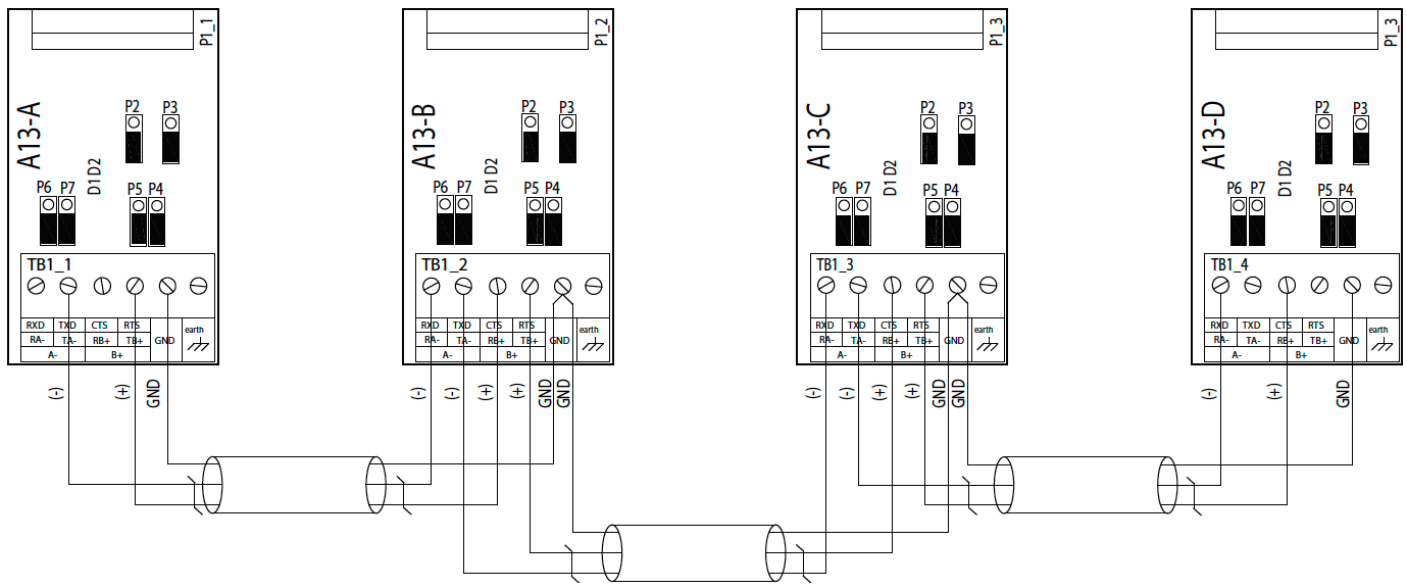 P1_1
A13-A
P2 P3
D1 D2
P6 P7
P5 P4
TB1_1
RXD TXD CTS RTS GND earth
RA- TA- RB+ TB+
A- B+
(-) (+) GND
P1_2
A13-B
P2 P3
D1 D2
P6 P7
P5 P4
TB1_2
RXD TXD CTS RTS GND earth
RA- TA- RB+ TB+
A- B+
(-) (-) (+) (+) GND GND
P1_3
A13-C
P2 P3
D1 D2
P6 P7
P5 P4
TB1_3
RXD TXD CTS RTS GND earth
RA- TA- RB+ TB+
A- B+
(-) (-) (+) (+) GND GND
P1_3
A13-D
P2 P3
D1 D2
P6 P7
P5 P4
TB1_4
RXD TXD CTS RTS GND earth
RA- TA- RB+ TB+
A- B+
(-) (+) GND